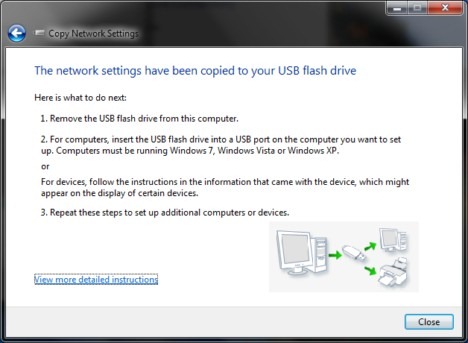 Copy Network Settings
The network settings have been copied to your USB flash drive
Here is what to do next:
1. Remove the USB flash drive from this computer.
2. For computers, insert the USB flash drive into a USB port on the computer you want to set
up. Computers must be running Windows 7, Windows Vista or Windows XP.
or
For devices, follow the instructions in the information that came with the device, which might
appear on the display of certain devices.
3. Repeat these steps to set up additional computers or devices.
View more detailed instructions
Close